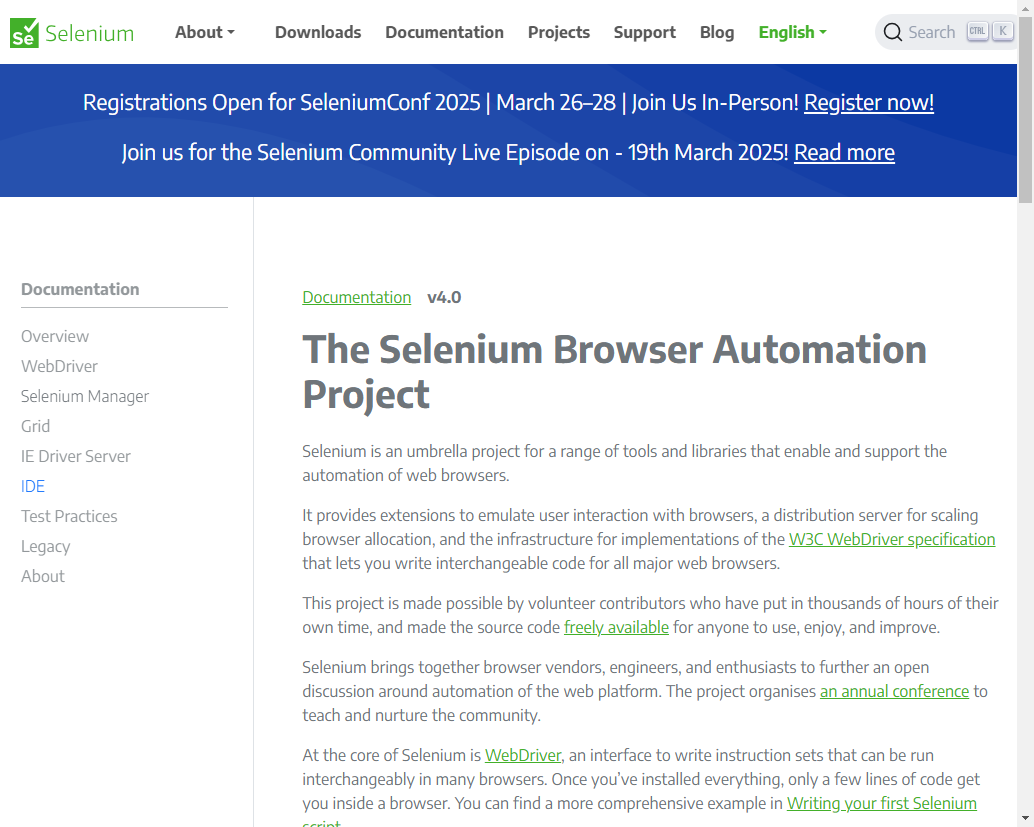 Se Selenium About Downloads Documentation Projects Support Blog English Search CTRL K
Registrations Open for SeleniumConf 2025 | March 26–28 | Join Us In-Person! Register now!
Join us for the Selenium Community Live Episode on - 19th March 2025! Read more
Documentation
Overview
WebDriver
Selenium Manager
Grid
IE Driver Server
IDE
Test Practices
Legacy
About
Documentation v4.0
The Selenium Browser Automation
Project
Selenium is an umbrella project for a range of tools and libraries that enable and support the
automation of web browsers.
It provides extensions to emulate user interaction with browsers, a distribution server for scaling
browser allocation, and the infrastructure for implementations of the W3C WebDriver specification
that lets you write interchangeable code for all major web browsers.
This project is made possible by volunteer contributors who have put in thousands of hours of their
own time, and made the source code freely available for anyone to use, enjoy, and improve.
Selenium brings together browser vendors, engineers, and enthusiasts to further an open
discussion around automation of the web platform. The project organises an annual conference to
teach and nurture the community.
At the core of Selenium is WebDriver, an interface to write instruction sets that can be run
interchangeably in many browsers. Once you've installed everything, only a few lines of code get
you inside a browser. You can find a more comprehensive example in Writing your first Selenium
script